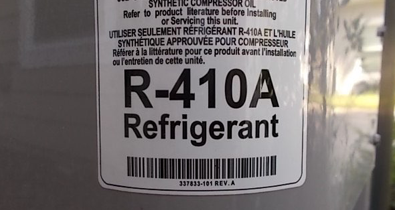 SYNTHETIC COMPRESSOR OIL
Refer to product literature before installing
or Servicing this unit.
UTILISER SEULEMENT RÉFRIGÉRANT R-410A ET L'HUILE
SYNTHÉTIQUE APPROUVÉE POUR COMPRESSEUR
Référer à la littérature pour ce produit avant l'installation
ou l'entretien de cette unité.
R-410A
Refrigerant
337833-101 REV. A